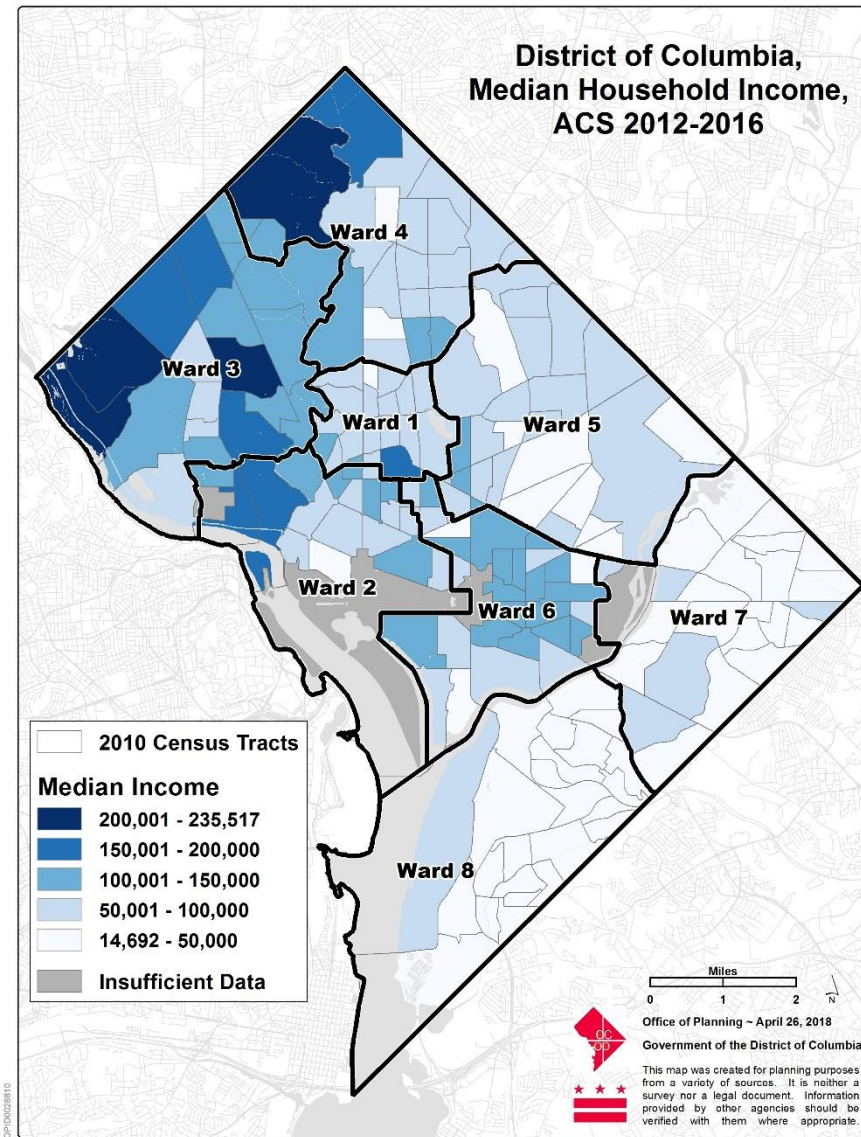 District of Columbia,
Median Household Income,
ACS 2012-2016
Ward 4
Ward 3
Ward 1
Ward 5
Ward 2
Ward 6
Ward 7
Ward 8
2010 Census Tracts
Median Income
200,001 - 235,517
150,001 - 200,000
100,001 - 150,000
50,001 - 100,000
14,692 - 50,000
Insufficient Data
Miles
0 1 2
N
Office of Planning ~ April 26, 2018
Government of the District of Columbia
This map was created for planning purposes
from a variety of sources. It is neither a
survey nor a legal document. Information
provided by other agencies should be
verified with them where appropriate.
DC
OP